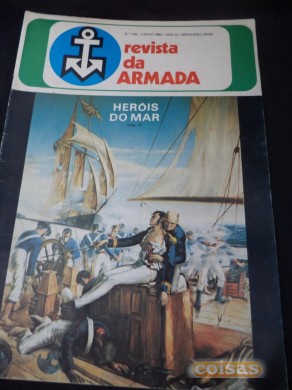 revista
da
ARMADA
HERÓIS
DO MAR
coisas